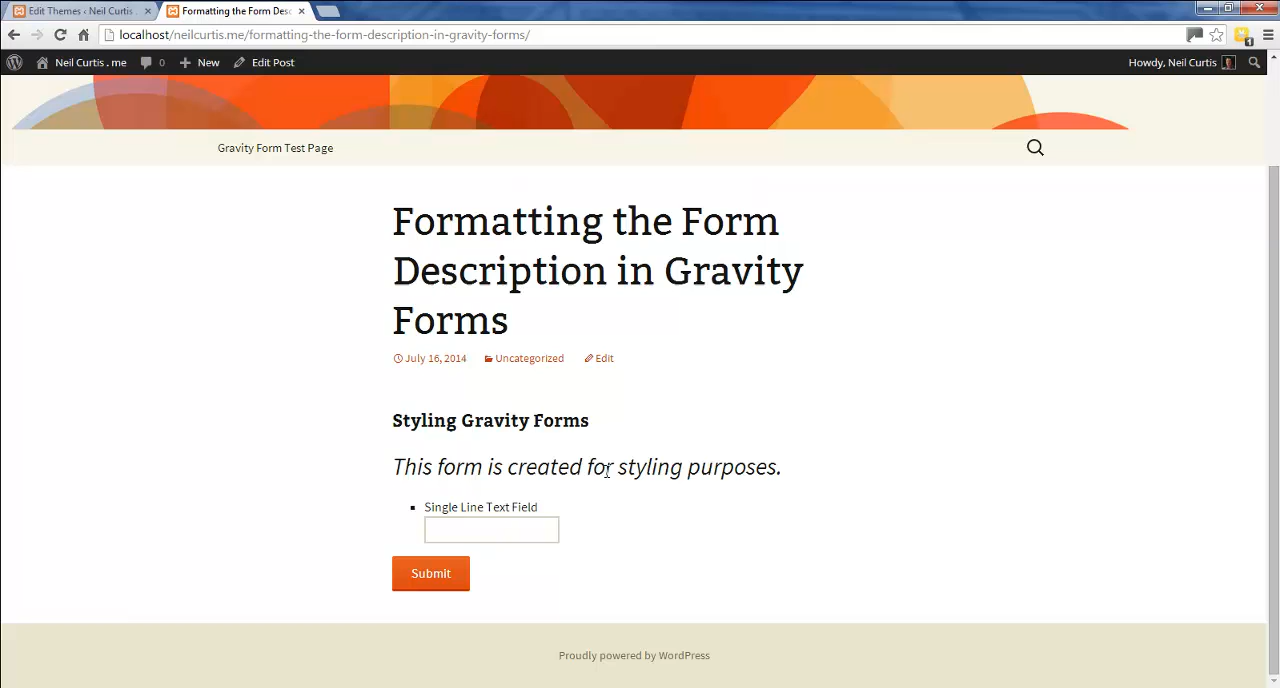 Edit Themes ‹ Neil Curtis .
Formatting the Form Desc
localhost/neilcurtis.me/formatting-the-form-description-in-gravity-forms/
1
Neil Curtis . me 0 New Edit Post Howdy, Neil Curtis
Gravity Form Test Page
Formatting the Form
Description in Gravity
Forms
July 16, 2014 Uncategorized Edit
Styling Gravity Forms
This form is created for styling purposes.
Single Line Text Field
Submit
Proudly powered by WordPress